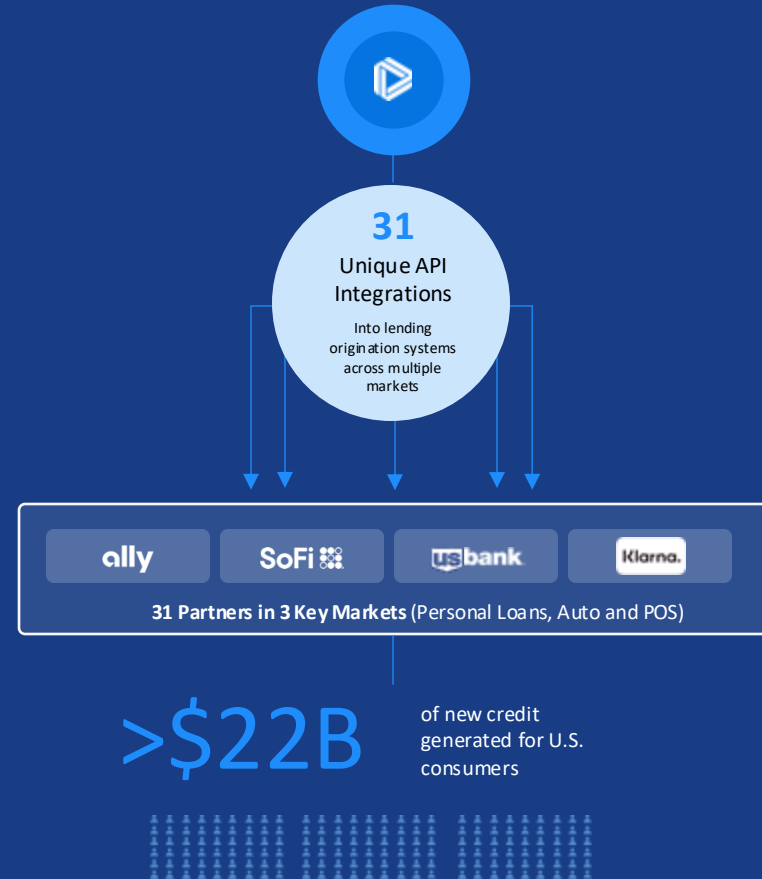 31
Unique API
Integrations
Into lending
origination systems
across multiple
markets
ally
SoFi
usbank
Klarna.
31 Partners in 3 Key Markets (Personal Loans, Auto and POS)
>$22B
of new credit
generated for U.S.
consumers